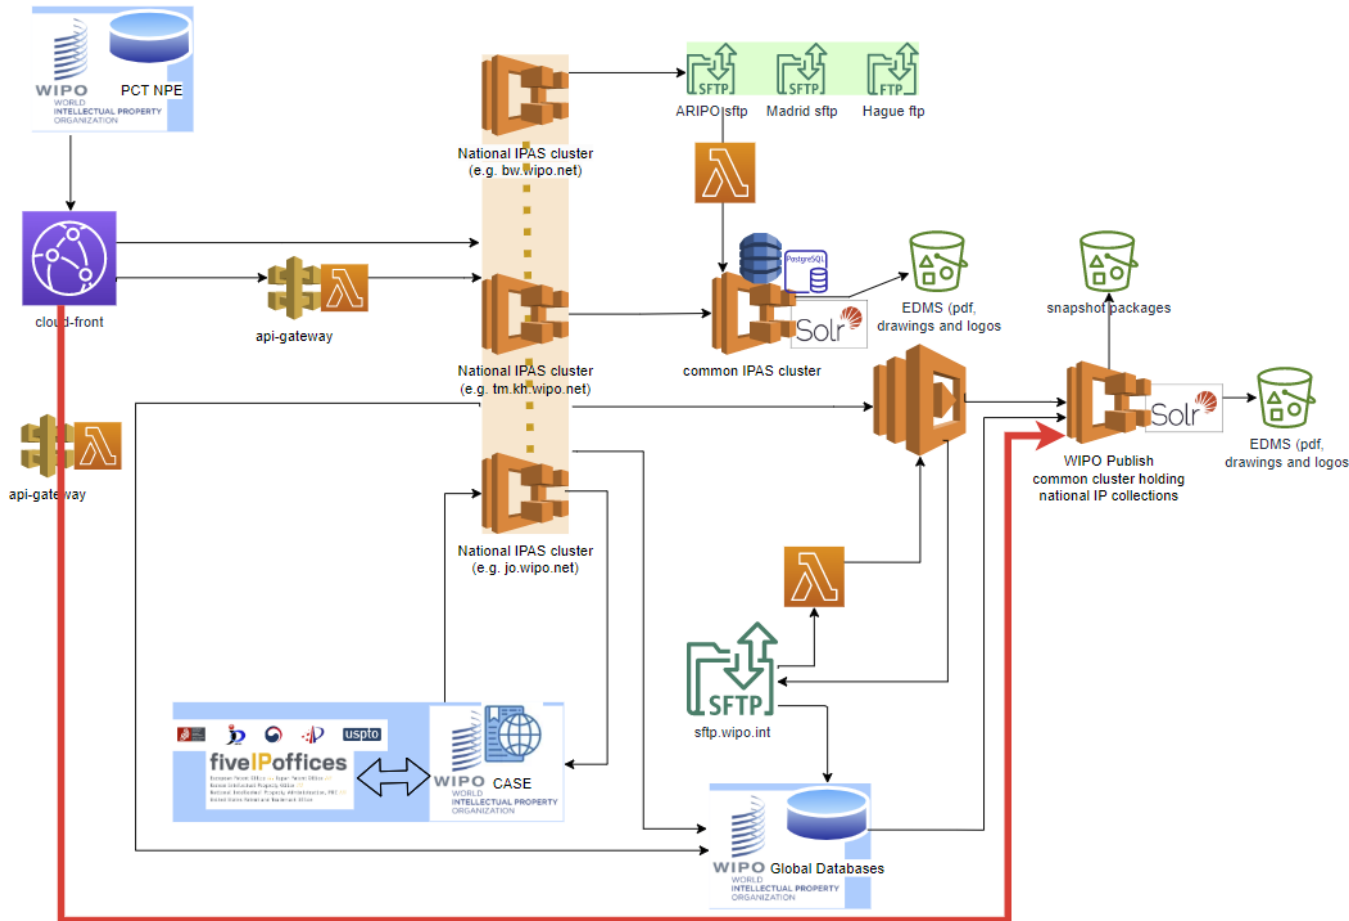 WIPO
PCT NPE
WORLD
INTELLECTUAL PROPERTY
ORGANIZATION
SFTP
SFTP
FTP
ARIPO sftp
Madrid sftp
Hague ftp
National IPAS cluster
(e.g. bw.wipo.net)
PostgreSQL
cloud-front
api-gateway
Solr
EDMS (pdf,
drawings and logos
snapshot packages
National IPAS cluster
(e.g. tm.kh.wipo.net)
common IPAS cluster
Solr
EDMS (pdf,
drawings and logos
WIPO Publish
common cluster holding
national IP collections
api-gateway
National IPAS cluster
(e.g. jo.wipo.net)
SFTP
sftp.wipo.int
uspto
fiveIPoffices
WIPO
CASE
WORLD
INTELLECTUAL PROPERTY
ORGANIZATION
WIPO
Global Databases
WORLD
INTELLECTUAL PROPERTY
ORGANIZATION